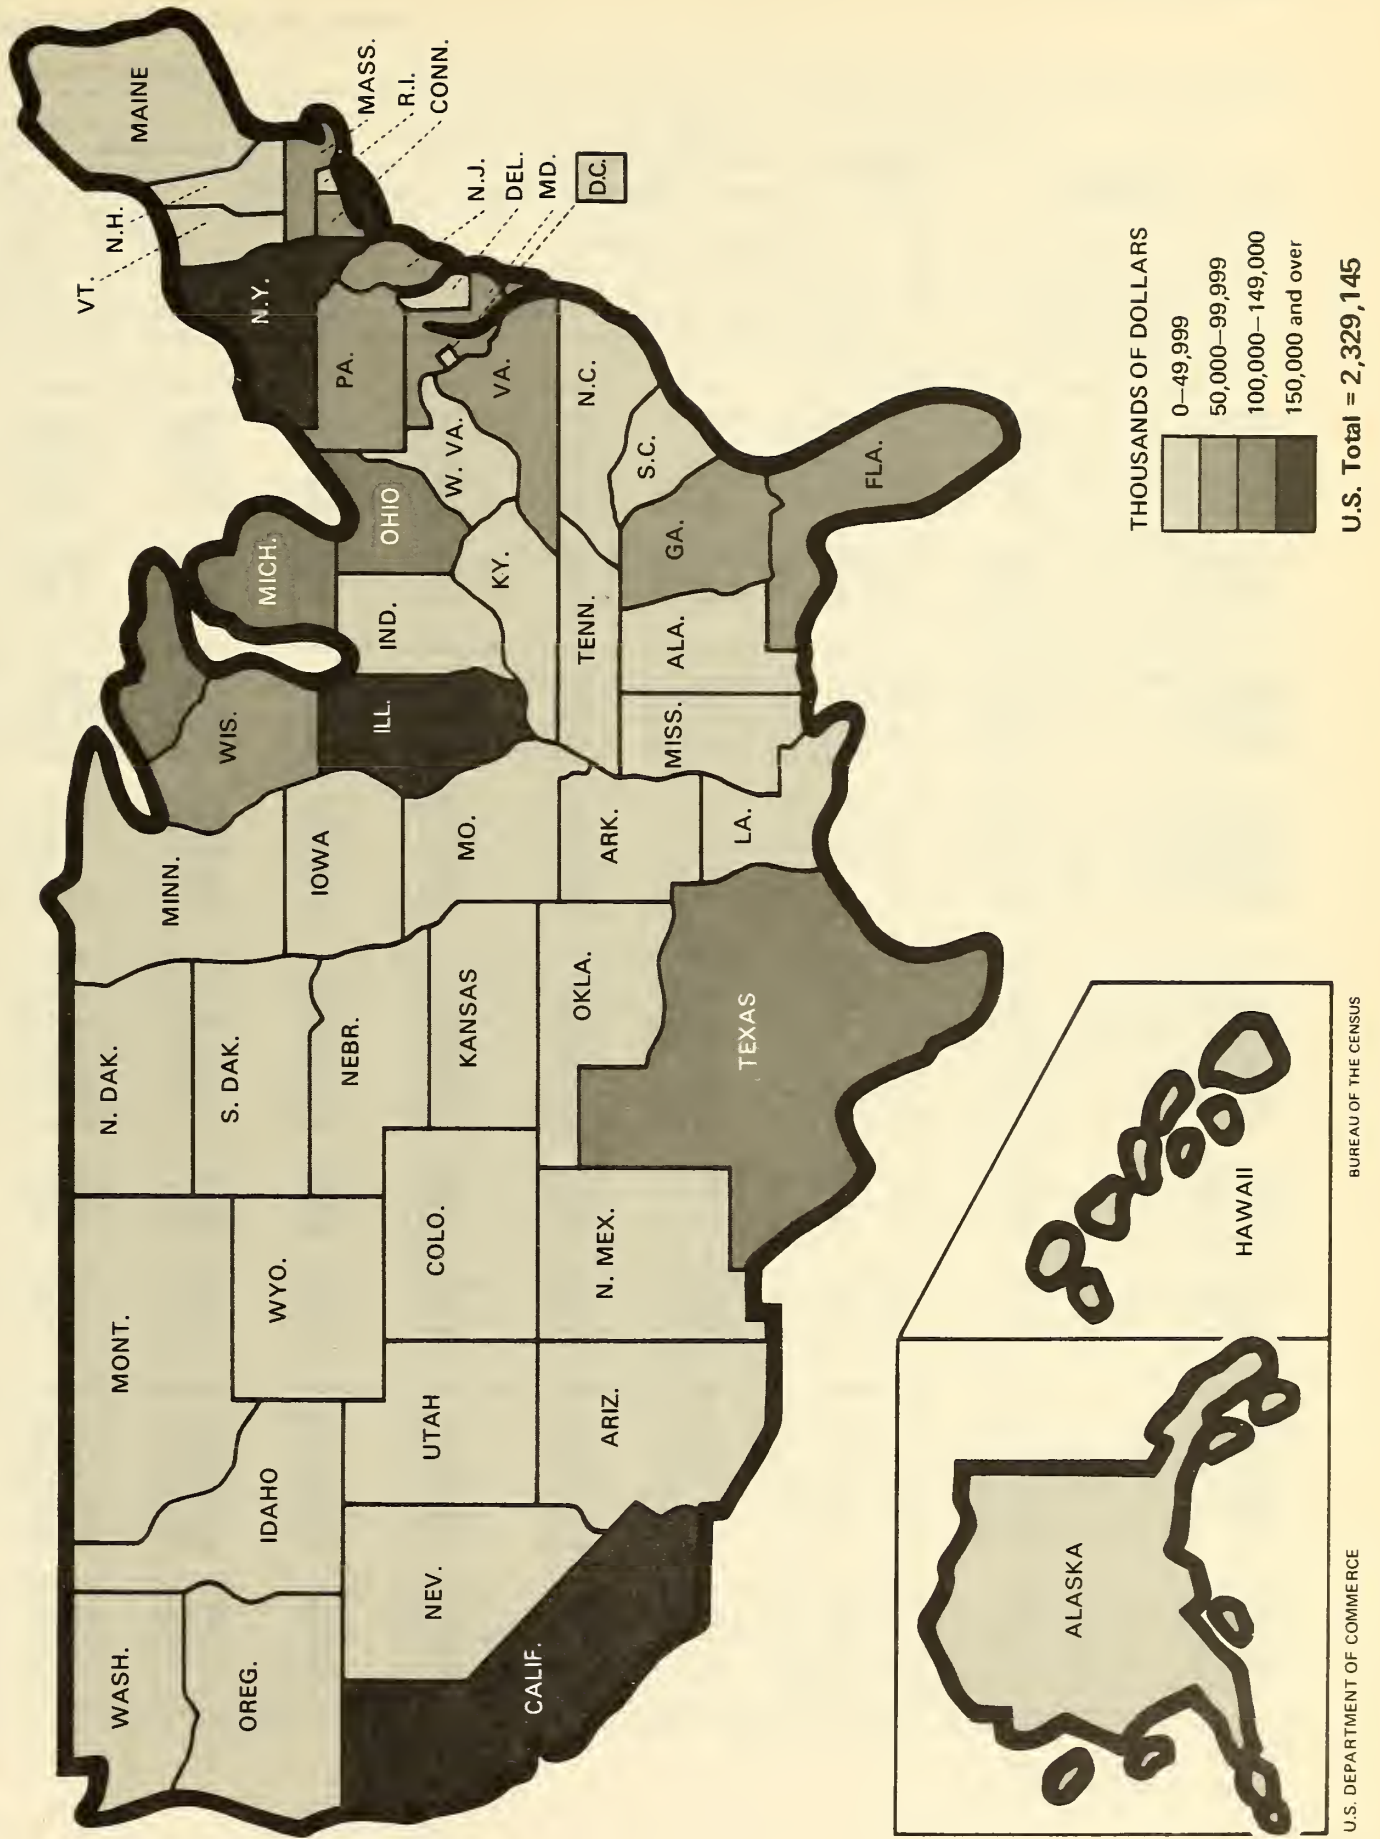 WASH.
MONT.
N. DAK.
MINN.
VT.
N.H.
MAINE
OREG.
IDAHO
WYO.
S. DAK.
WIS.
MICH.
N.Y.
MASS.
R.I.
CONN.
NEV.
UTAH
COLO.
NEBR.
IOWA
ILL.
IND.
OHIO
PA.
N.J.
DEL.
MD.
D.C.
CALIF.
ARIZ.
N. MEX.
KANSAS
OKLA.
MO.
ARK.
KY.
W. VA.
VA.
TENN.
N.C.
S.C.
TEXAS
LA.
MISS.
ALA.
GA.
FLA.
ALASKA
HAWAII
THOUSANDS OF DOLLARS
0–49,999
50,000–99,999
100,000–149,000
150,000 and over
U.S. Total = 2,329,145
U.S. DEPARTMENT OF COMMERCE
BUREAU OF THE CENSUS